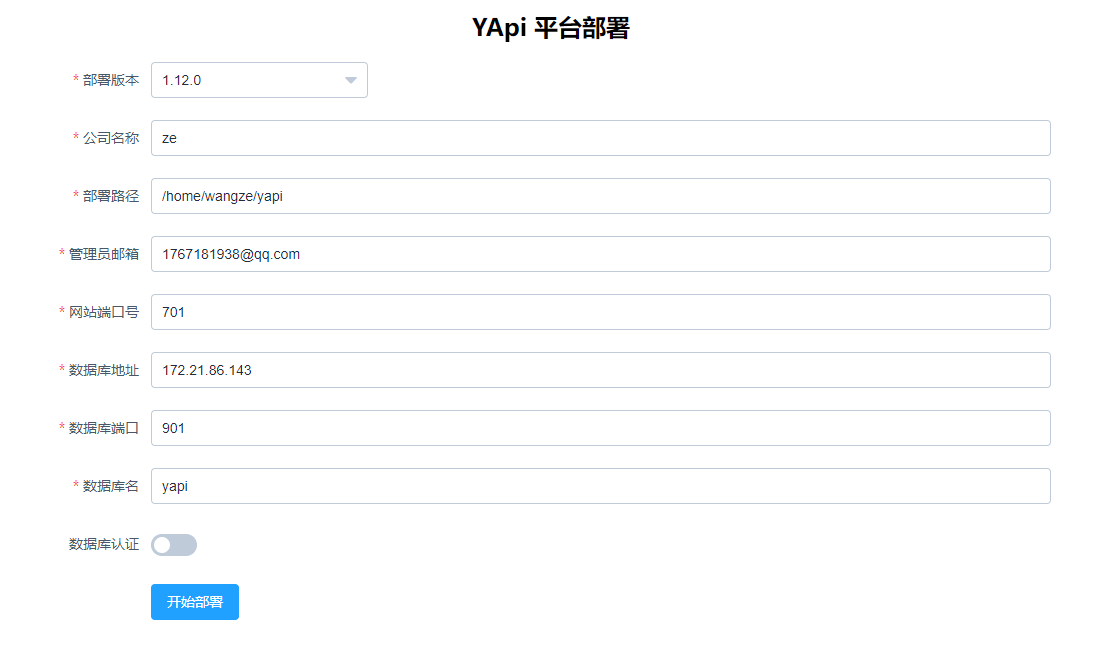 YApi 平台部署
* 部署版本 1.12.0
* 公司名称 ze
* 部署路径 /home/wangze/yapi
* 管理员邮箱 1767181938@qq.com
* 网站端口号 701
* 数据库地址 172.21.86.143
* 数据库端口 901
* 数据库名 yapi
数据库认证
开始部署